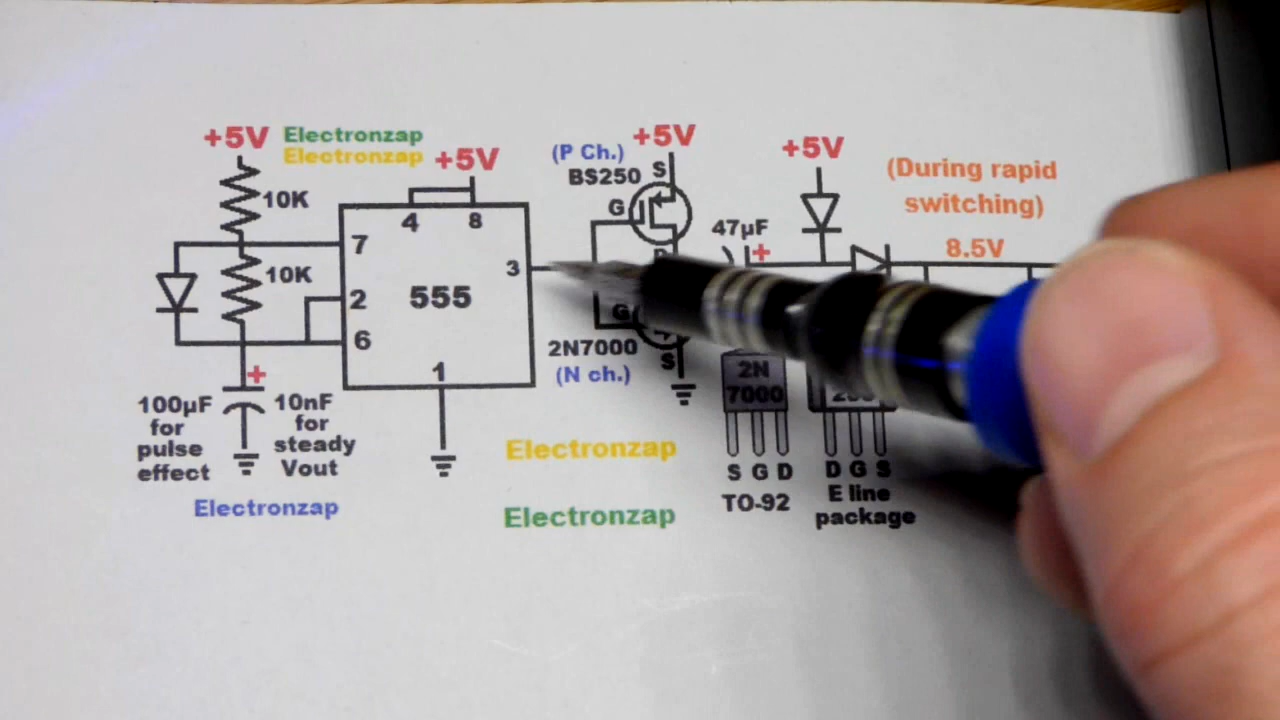 +5V
Electronzap
Electronzap
+5V
10K
10K
7
2
6
4
8
3
555
1
+
100µF
for
pulse
effect
10nF
for
steady
Vout
Electronzap
(P Ch.)
BS250
+5V
S
G
G
S
2N7000
(N ch.)
47µF
+
+5V
(During rapid
switching)
8.5V
2N
7000
S G D
TO-92
D G S
E line
package
Electronzap
Electronzap